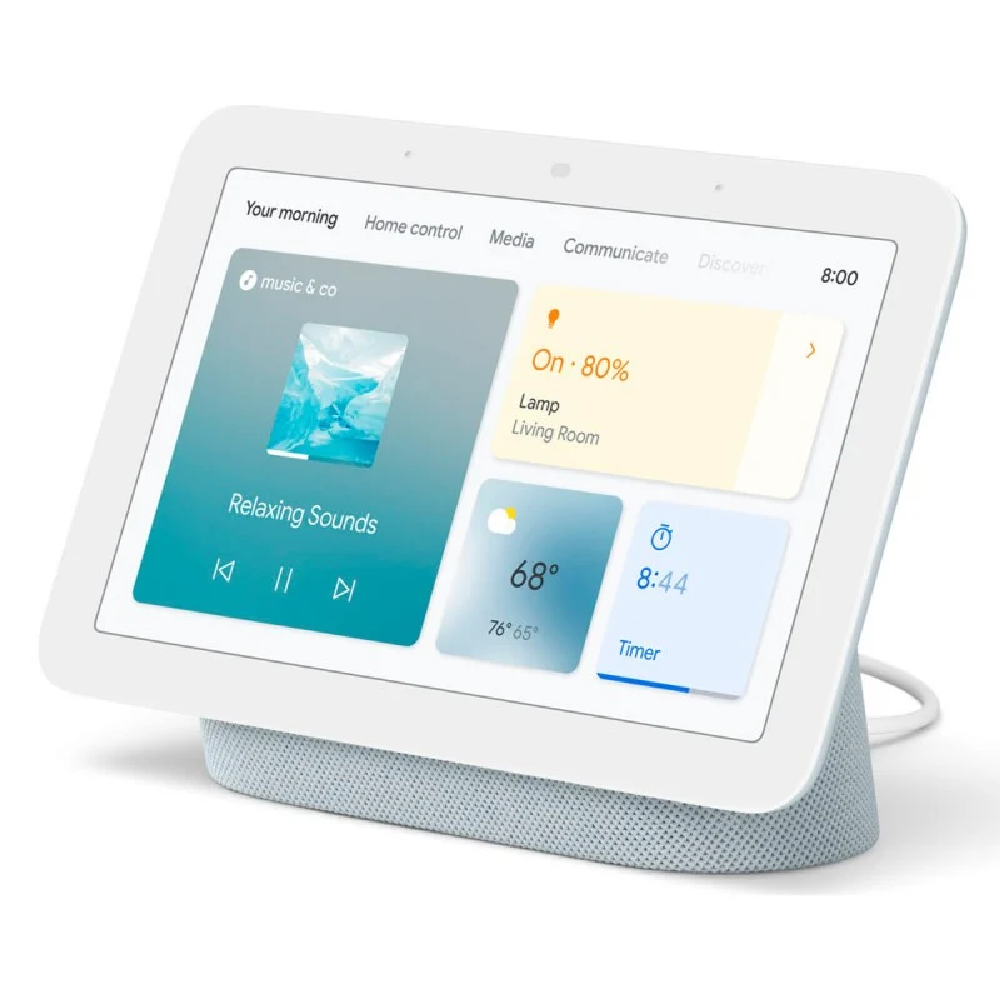 Your morning Home control Media Communicate Discover 8:00
music & co
Relaxing Sounds
On · 80%
Lamp
Living Room
68°
76° 65°
8:44
Timer